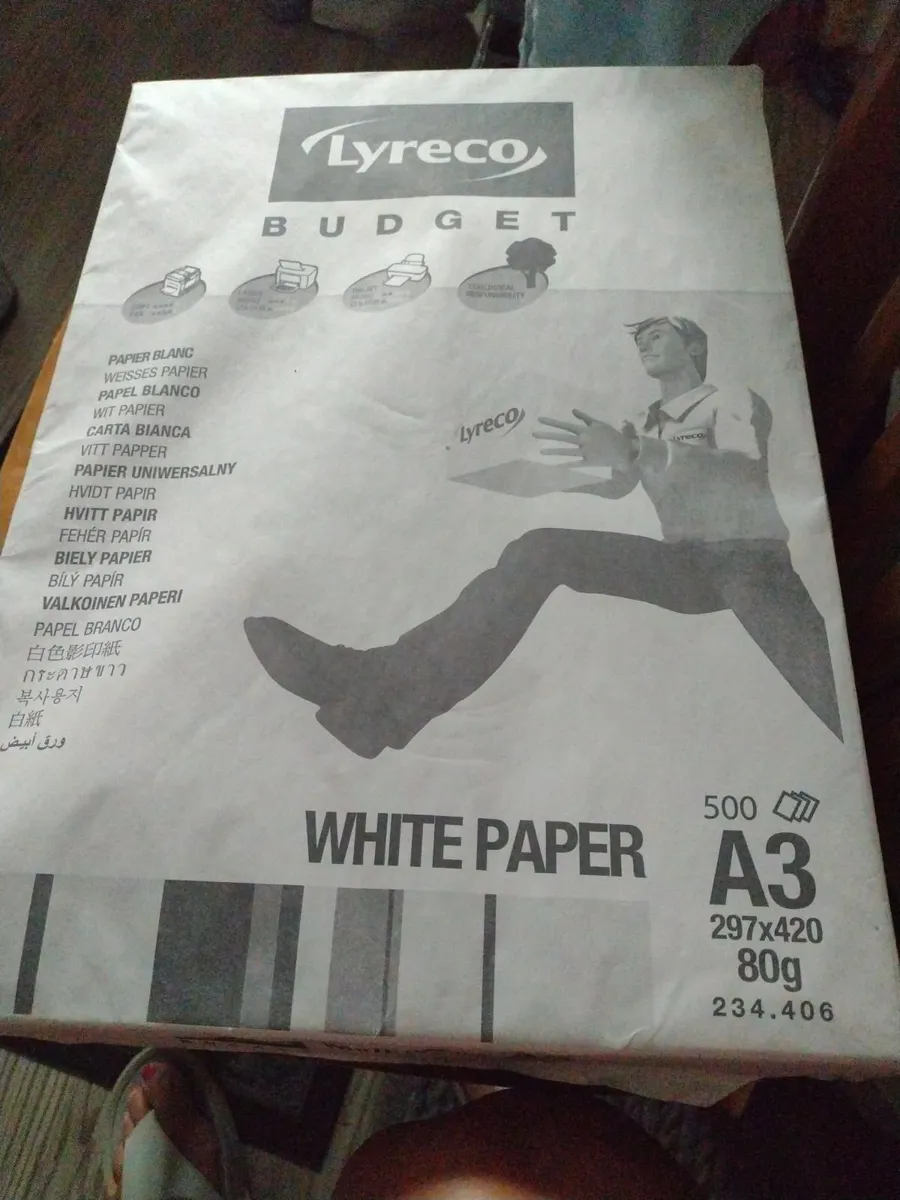 Lyreco
BUDGET
ECOLOGICAL
RESPONSIBILITY
PAPIER BLANC
WEISSES PAPIER
PAPEL BLANCO
WIT PAPIER
CARTA BIANCA
VITT PAPPER
PAPIER UNIWERSALNY
HVIDT PAPIR
HVITT PAPIR
FEHÉR PAPÍR
BIELY PAPIER
BÍLÝ PAPÍR
VALKOINEN PAPERI
PAPEL BRANCO
白色影印紙
กระดาษขาว
복사용지
白紙
ورق أبيض
Lyreco
Lyreco
WHITE PAPER
500
A3
297x420
80g
234.406